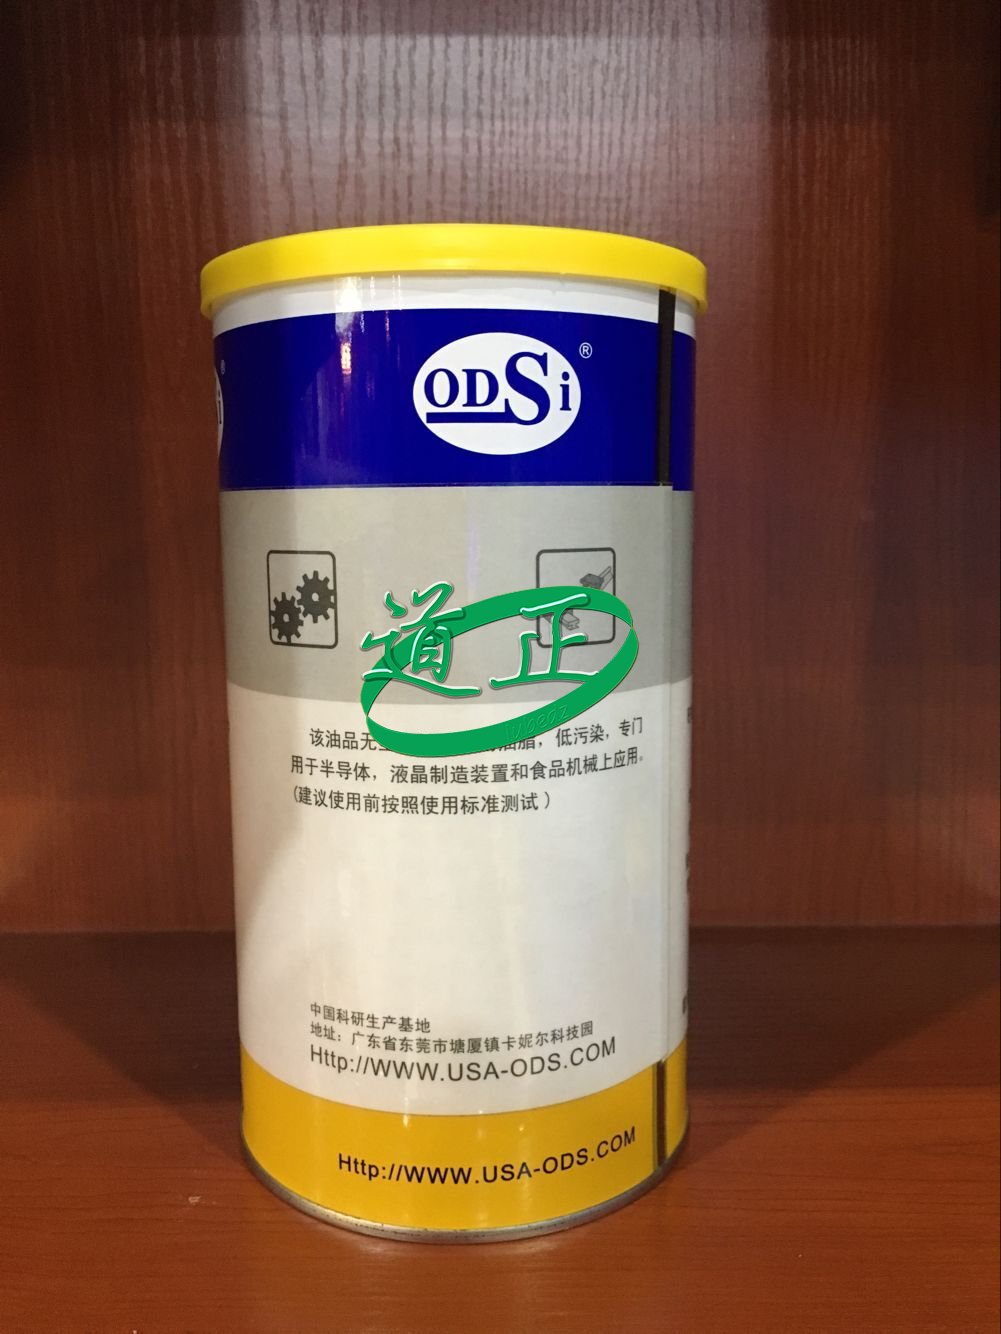 ODSi®
道正
该油品无
油脂，低污染，专门
用于半导体，液晶制造装置和食品机械上应用。
(建议使用前按照使用标准测试）
中国科研生产基地
地址：广东省东莞市塘厦镇卡妮尔科技园
Http://WWW.USA-ODS.COM
Http://WWW.USA-ODS.COM